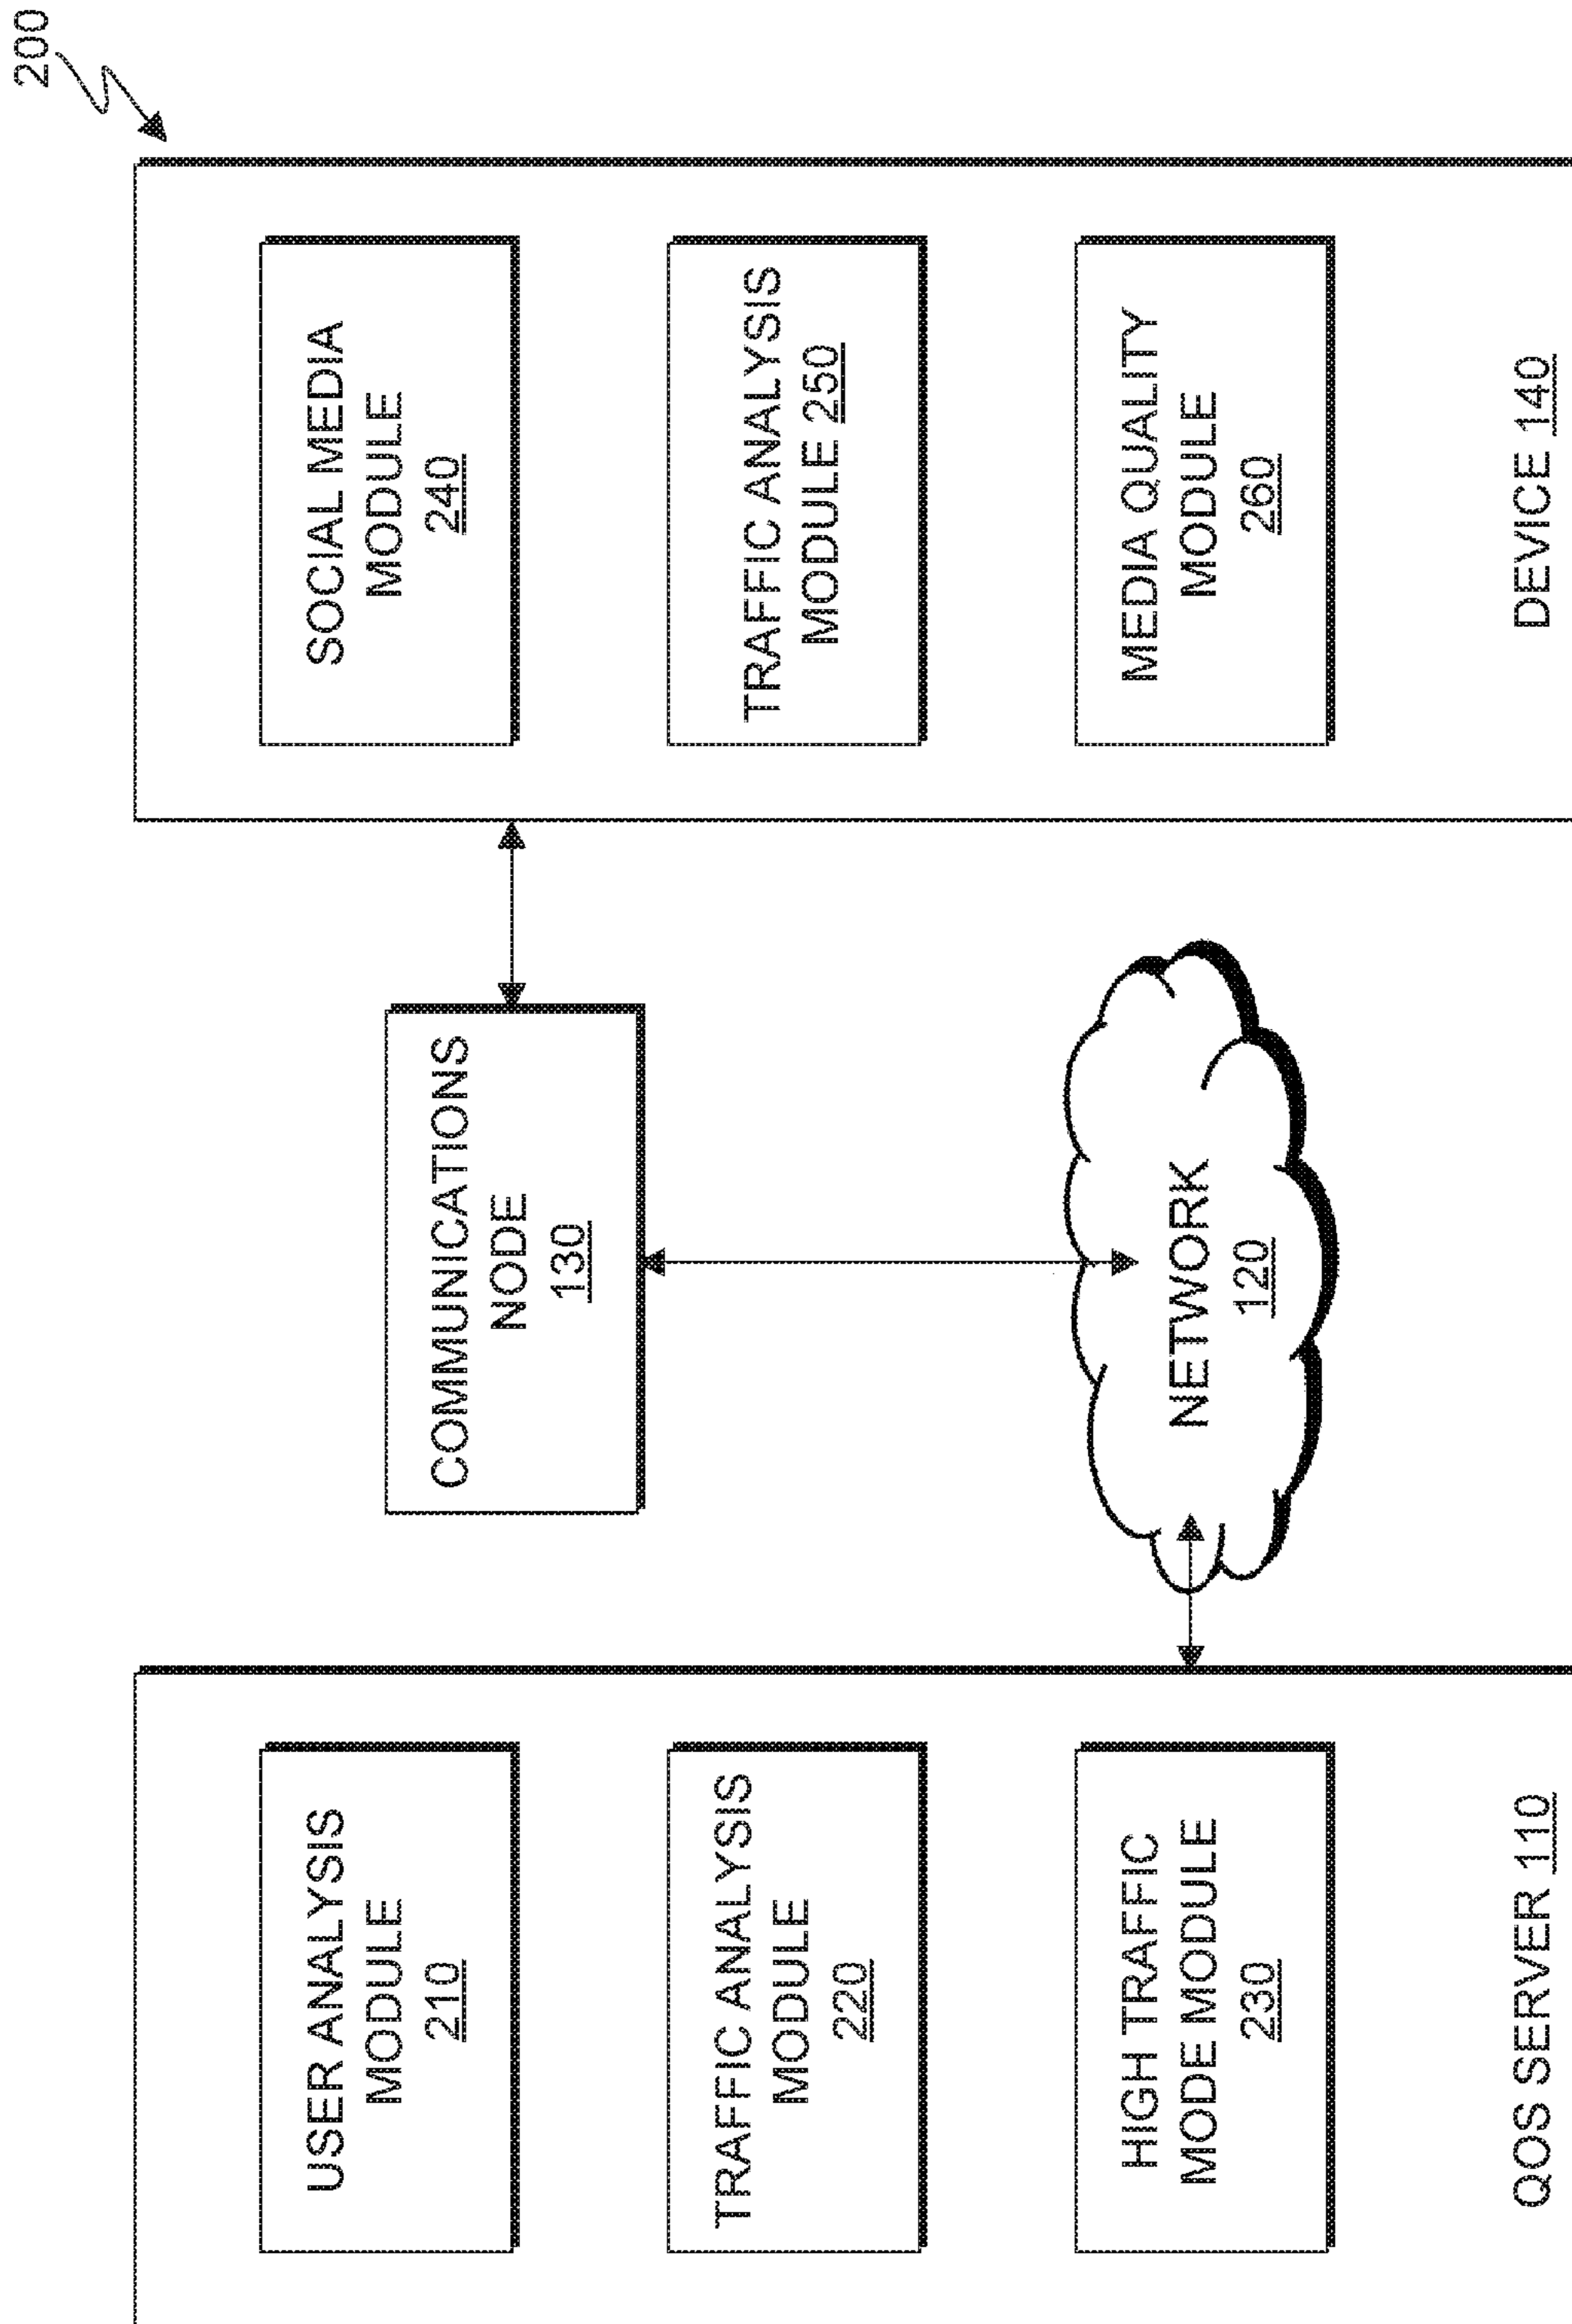 200
USER ANALYSIS
MODULE
210
TRAFFIC ANALYSIS
MODULE
220
HIGH TRAFFIC
MODE MODULE
230
QOS SERVER 110
COMMUNICATIONS
NODE
130
NETWORK
120
SOCIAL MEDIA
MODULE
240
TRAFFIC ANALYSIS
MODULE 250
MEDIA QUALITY
MODULE
260
DEVICE 140